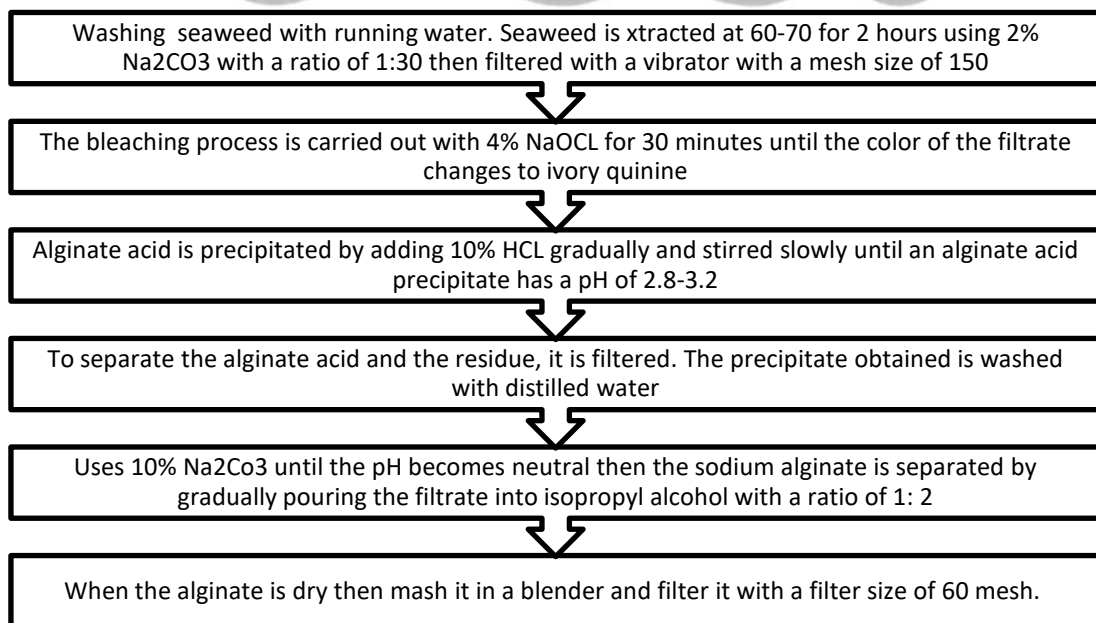 Washing seaweed with running water. Seaweed is xtracted at 60-70 for 2 hours using 2%
Na2CO3 with a ratio of 1:30 then filtered with a vibrator with a mesh size of 150
The bleaching process is carried out with 4% NaOCL for 30 minutes until the color of the filtrate
changes to ivory quinine
Alginate acid is precipitated by adding 10% HCL gradually and stirred slowly until an alginate acid
precipitate has a pH of 2.8-3.2
To separate the alginate acid and the residue, it is filtered. The precipitate obtained is washed
with distilled water
Uses 10% Na2Co3 until the pH becomes neutral then the sodium alginate is separated by
gradually pouring the filtrate into isopropyl alcohol with a ratio of 1: 2
When the alginate is dry then mash it in a blender and filter it with a filter size of 60 mesh.